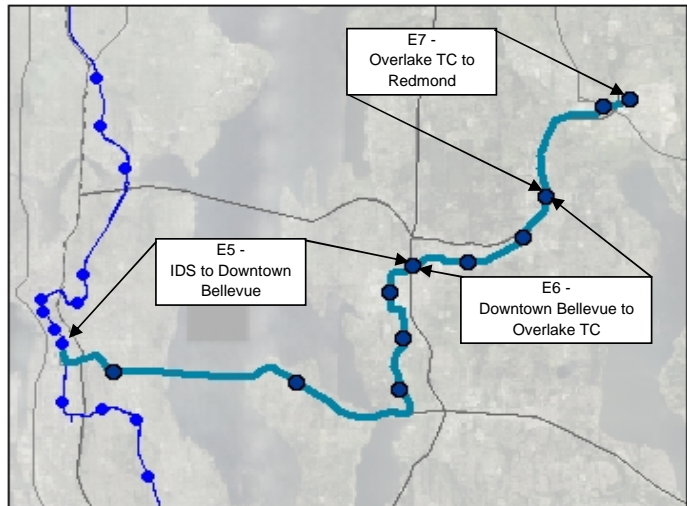 E7 -
Overlake TC to
Redmond
E5 -
IDS to Downtown
Bellevue
E6 -
Downtown Bellevue to
Overlake TC